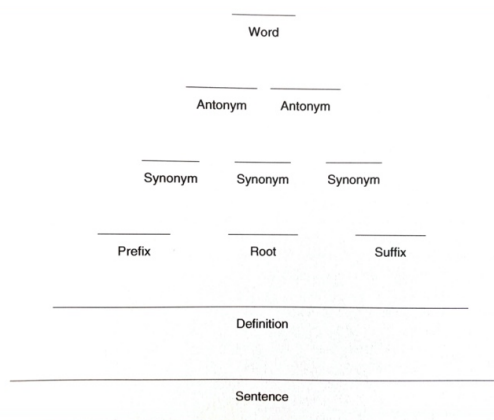 Word
Antonym Antonym
Synonym Synonym Synonym
Prefix Root Suffix
Definition
Sentence